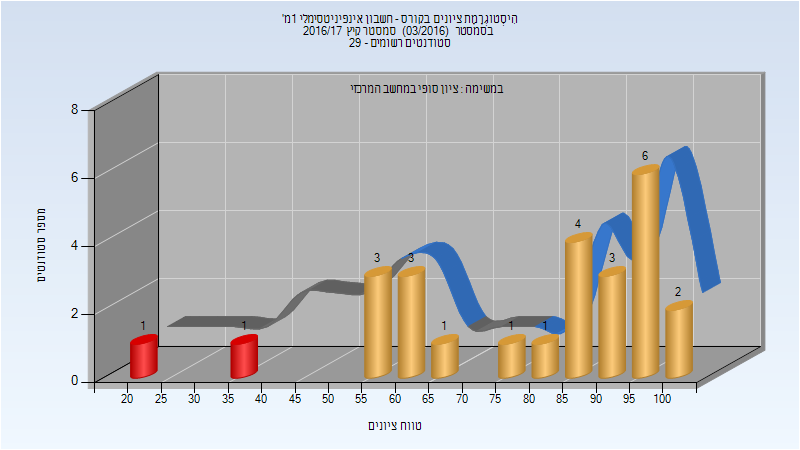 היסטוגרמת ציונים בקורס - חשבון אינפיניטסימלי 1מ'
בסמסטר (03/2016) סמסטר קיץ 2016/17
סטודנטים רשומים - 29
במשימה : ציון סופי במחשב המרכזי
8
6
4
2
0
מספר סטודנטים
1
1
3
3
1
1
1
4
3
6
2
20 25 30 35 40 45 50 55 60 65 70 75 80 85 90 95 100
טווח ציונים